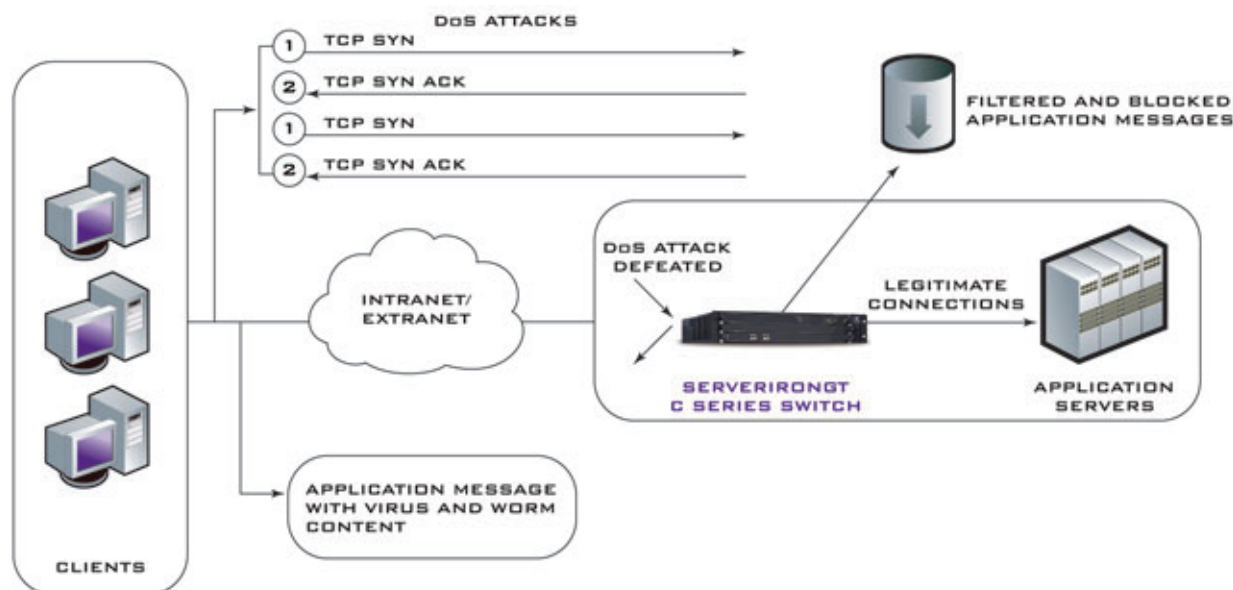 DoS ATTACKS
1 TCP SYN
2 TCP SYN ACK
1 TCP SYN
2 TCP SYN ACK
FILTERED AND BLOCKED
APPLICATION MESSAGES
DoS ATTACK
DEFEATED
INTRANET/
EXTRANET
LEGITIMATE
CONNECTIONS
SERVERIRONGT
C SERIES SWITCH
APPLICATION
SERVERS
APPLICATION MESSAGE
WITH VIRUS AND WORM
CONTENT
CLIENTS